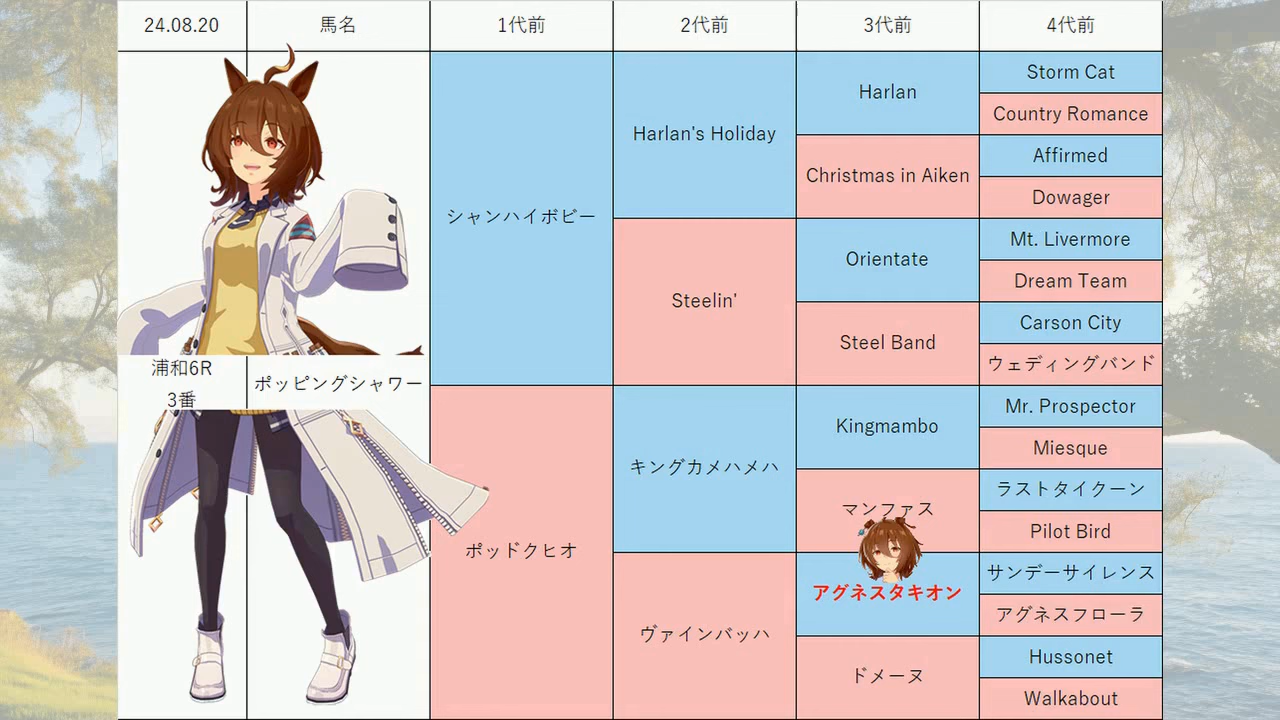 24.08.20
馬名
1代前
2代前
3代前
4代前
浦和6R
3番
ポッピングシャワー
シャンハイボビー
ポッドクヒオ
Harlan's Holiday
Steelin'
キングカメハメハ
ヴァインバッハ
Harlan
Christmas in Aiken
Orientate
Steel Band
Kingmambo
マンファス
アグネスタキオン
ドメーヌ
Storm Cat
Country Romance
Affirmed
Dowager
Mt. Livermore
Dream Team
Carson City
ウェディングバンド
Mr. Prospector
Miesque
ラストタイクーン
Pilot Bird
サンデーサイレンス
アグネスフローラ
Hussonet
Walkabout